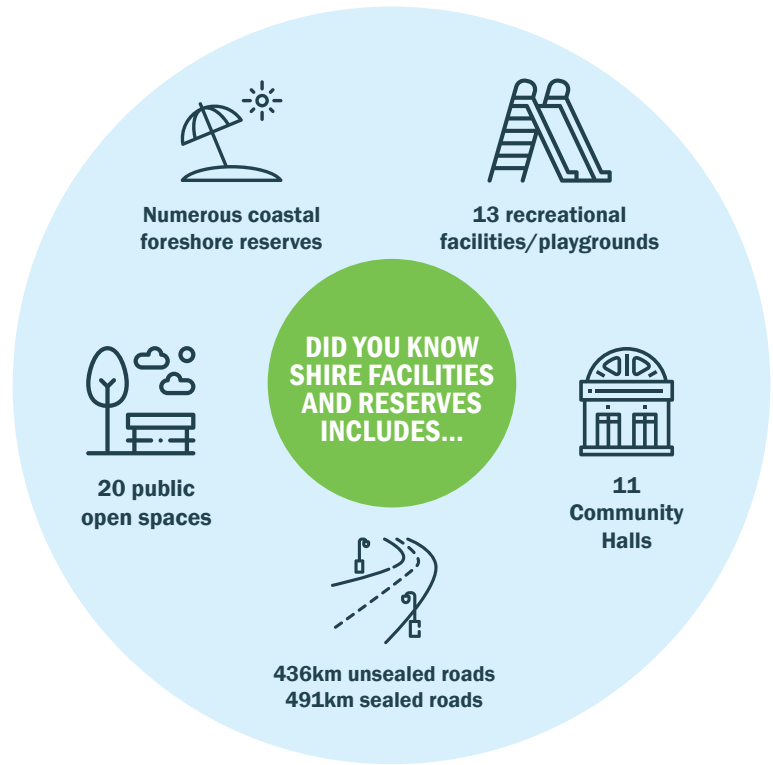 Numerous coastal
foreshore reserves
13 recreational
facilities/playgrounds
DID YOU KNOW
SHIRE FACILITIES
AND RESERVES
INCLUDES...
20 public
open spaces
11
Community
Halls
436km unsealed roads
491km sealed roads